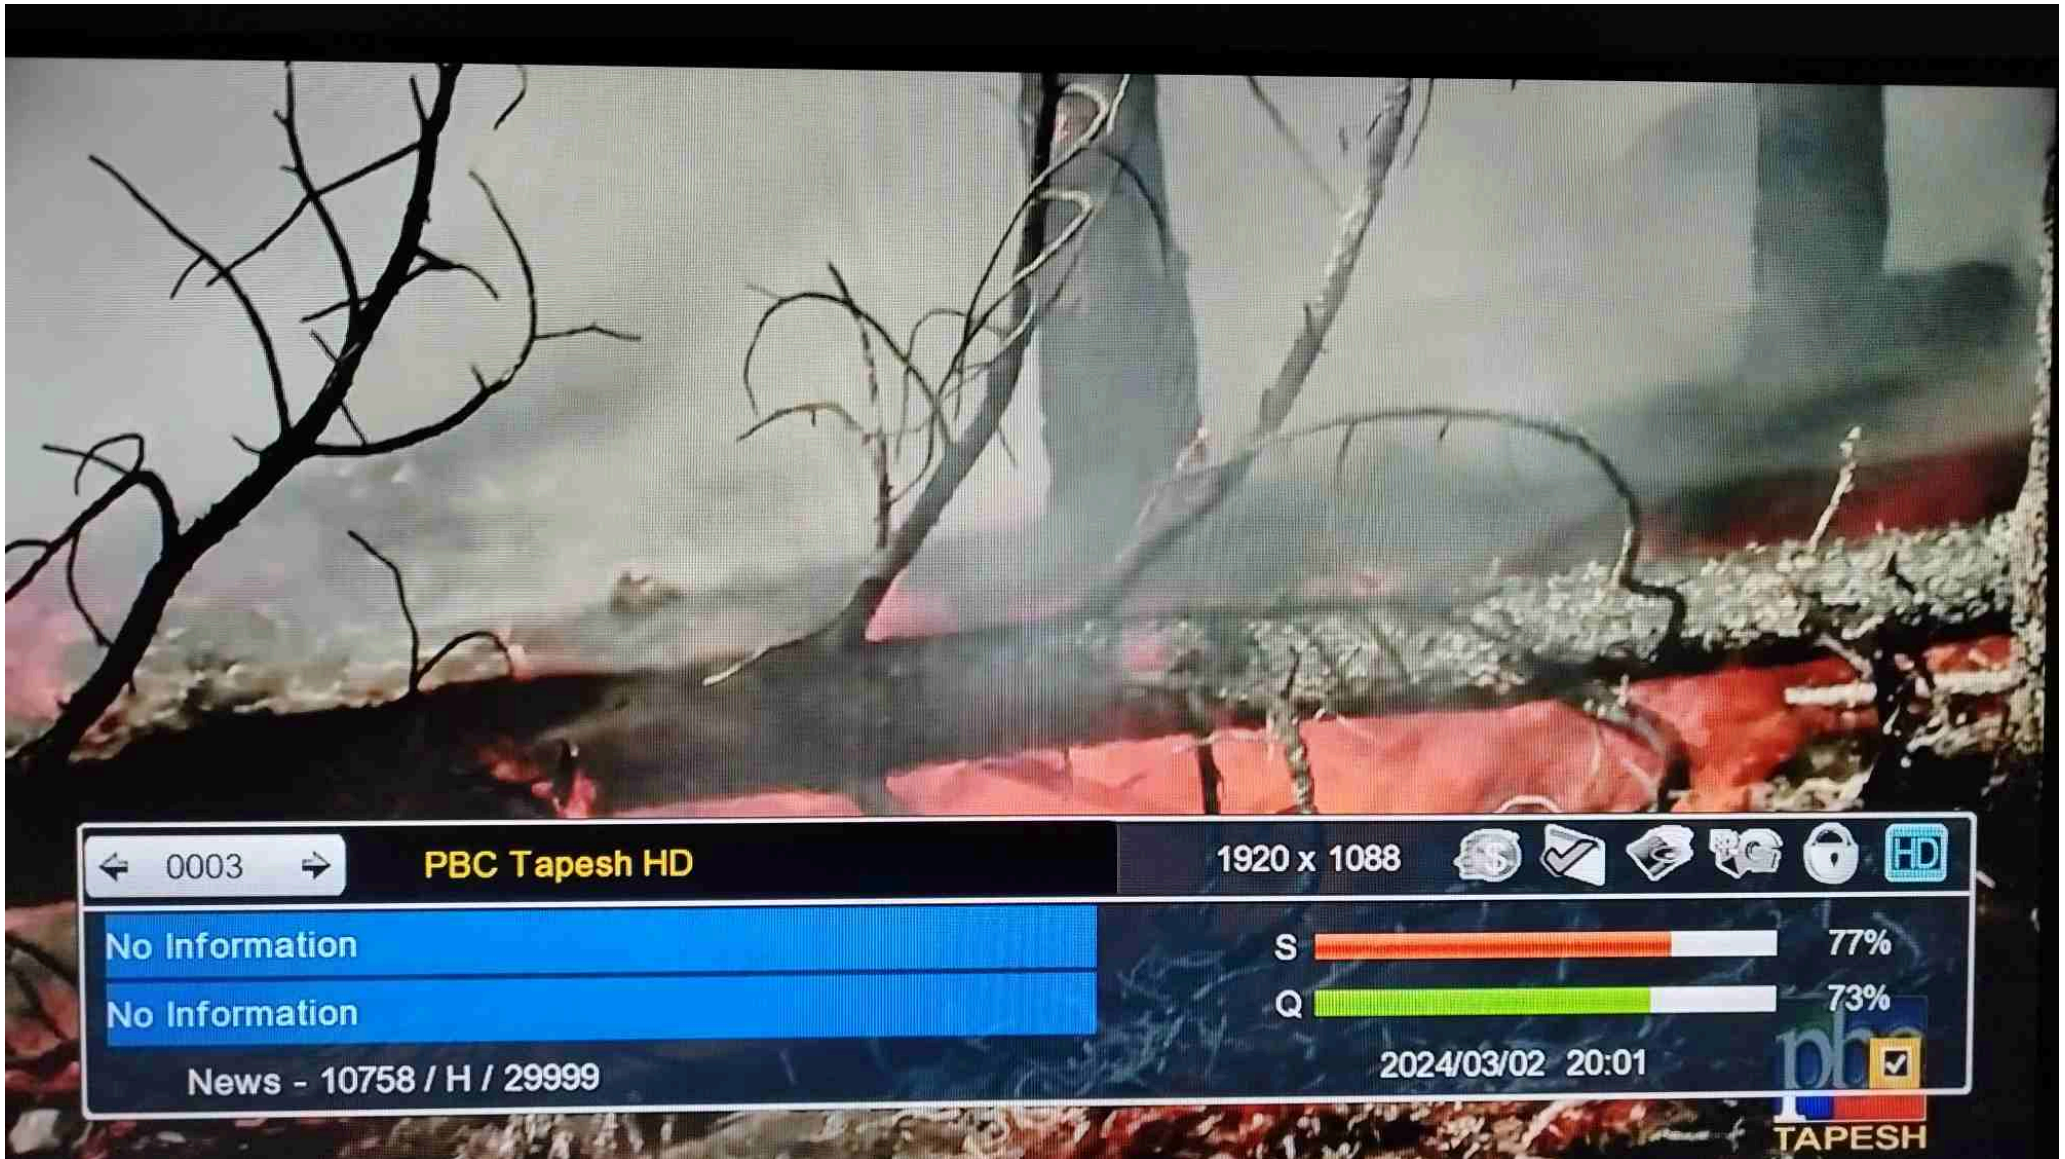 0003
PBC Tapesh HD
1920 x 1088
HD
No Information
S 77%
No Information
Q 73%
News - 10758 / H / 29999
2024/03/02 20:01
pbc
TAPESH